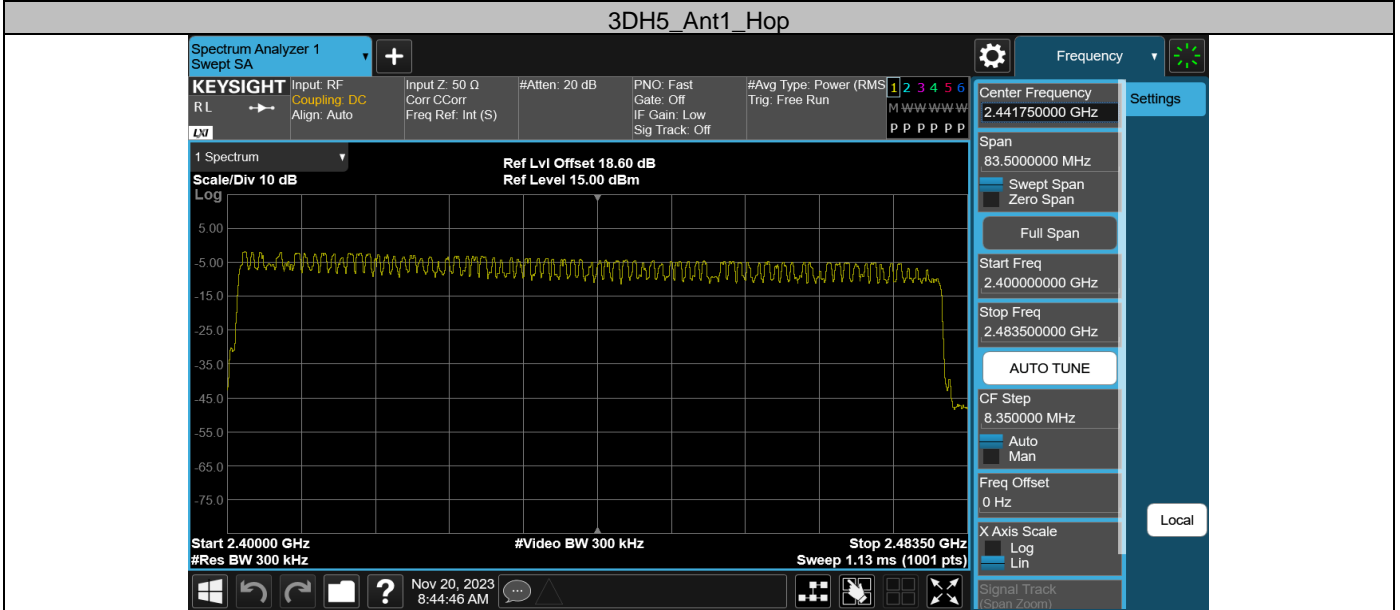 3DH5_Ant1_Hop
Spectrum Analyzer 1
Swept SA
+
Frequency
KEYSIGHT
R L
LXI
Input: RF
Coupling: DC
Align: Auto
Input Z: 50 Ω
Corr CCorr
Freq Ref: Int (S)
#Atten: 20 dB
PNO: Fast
Gate: Off
IF Gain: Low
Sig Track: Off
#Avg Type: Power (RMS
Trig: Free Run
1 2 3 4 5 6
M W W W W W
P P P P P P
1 Spectrum
Scale/Div 10 dB
Ref Lvl Offset 18.60 dB
Ref Level 15.00 dBm
Log
5.00
-5.00
-15.0
-25.0
-35.0
-45.0
-55.0
-65.0
-75.0
Start 2.40000 GHz
#Res BW 300 kHz
#Video BW 300 kHz
Stop 2.48350 GHz
Sweep 1.13 ms (1001 pts)
Center Frequency
2.441750000 GHz
Settings
Span
83.5000000 MHz
Swept Span
Zero Span
Full Span
Start Freq
2.400000000 GHz
Stop Freq
2.483500000 GHz
AUTO TUNE
CF Step
8.350000 MHz
Auto
Man
Freq Offset
0 Hz
X Axis Scale
Log
Lin
Local
Signal Track
(Span Zoom)
?
Nov 20, 2023
8:44:46 AM